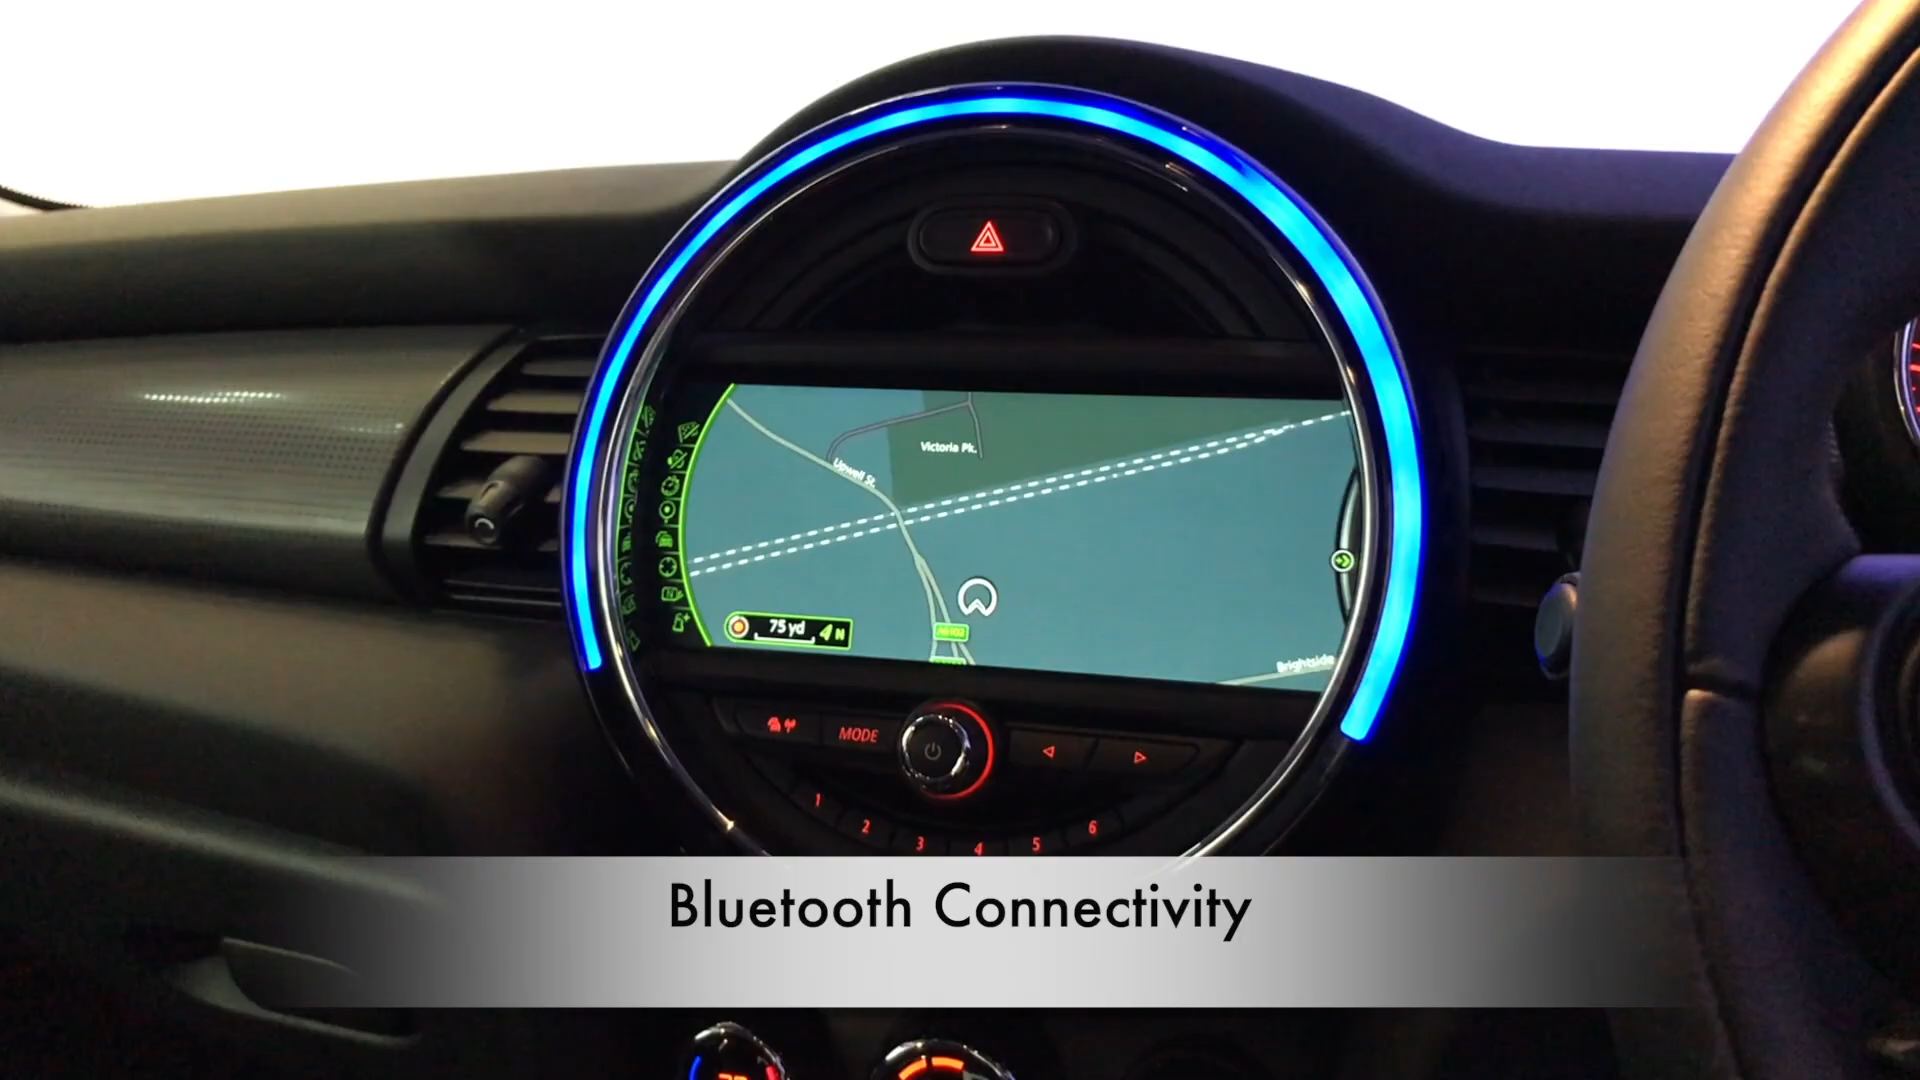 Victoria Pk.
Upwell St.
75 yd
N
Brightside
MODE
1
2
3
4
5
6
Bluetooth Connectivity